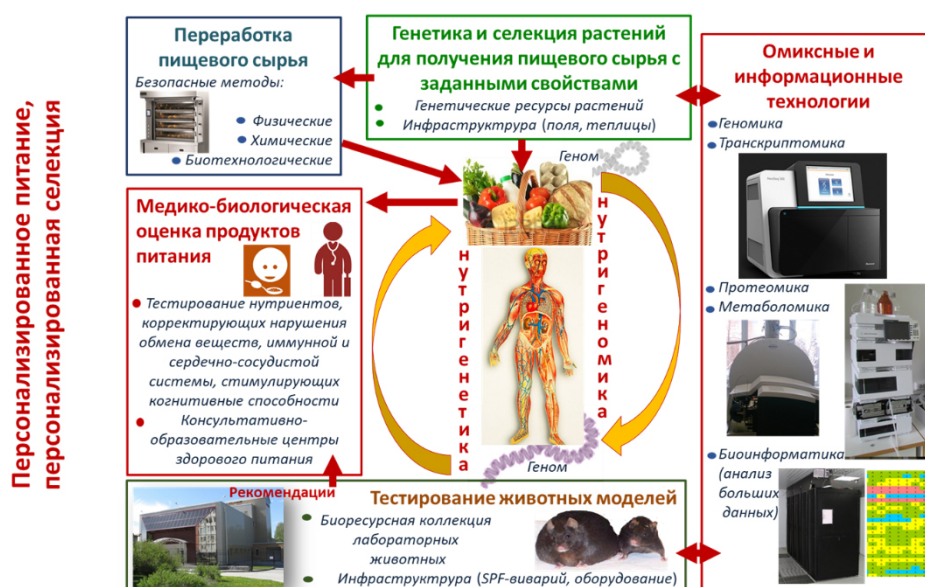 Персонализированное питание,
персонализированная селекция
Переработка
пищевого сырья
Безопасные методы:
Физические
Химические
Биотехнологические
Генетика и селекция растений
для получения пищевого сырья с
заданными свойствами
Генетические ресурсы растений
Инфраструктрура (поля, теплицы)
Омиксные и
информационные
технологии
Геномика
Транскриптомика
Протеомика
Метаболомика
Биоинформатика
(анализ
больших
данных)
Медико-биологическая
оценка продуктов
питания
Тестирование нутриентов,
корректирующих нарушения
обмена веществ, иммунной и
сердечно-сосудистой
системы, стимулирующих
когнитивные способности
Консультативно-
образовательные центры
здорового питания
Геном
нутригенетика
нутригеномика
Геном
Рекомендации
Тестирование животных моделей
Биоресурсная коллекция
лабораторных
животных
Инфраструктрура (SPF-виварий, оборудование)